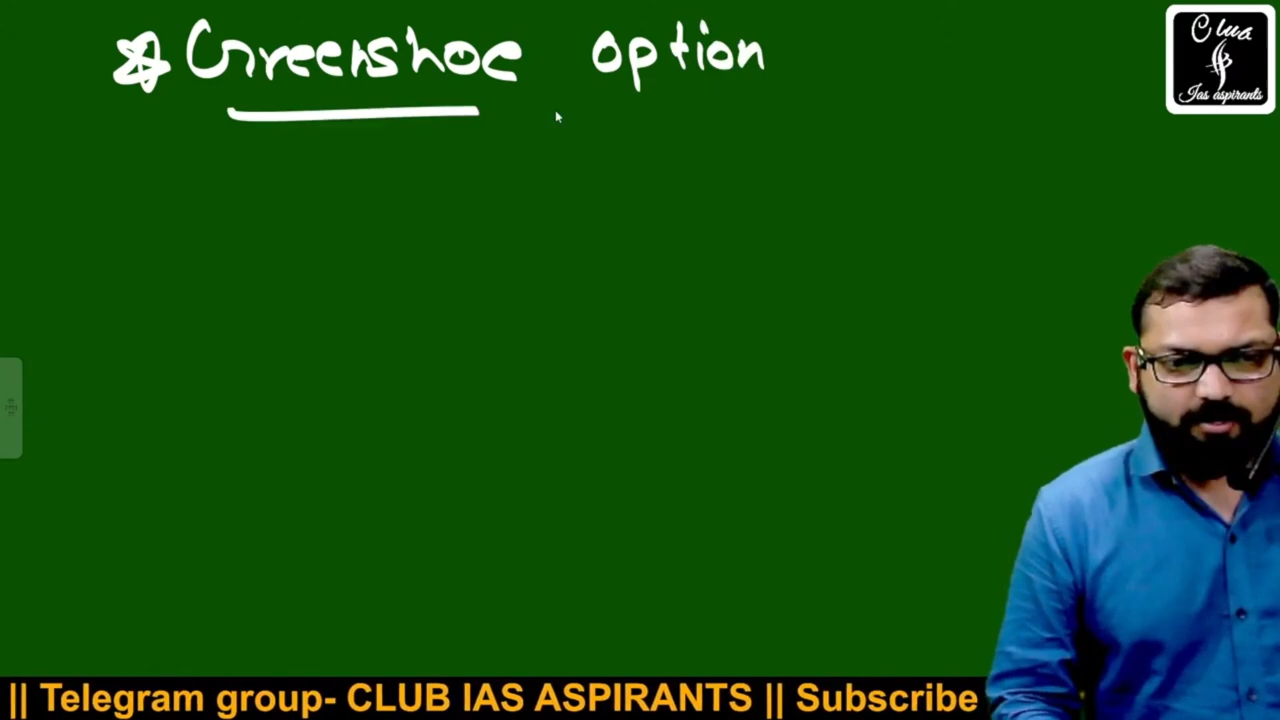 Greenshoe option
Club
Ias aspirants
|| Telegram group- CLUB IAS ASPIRANTS || Subscribe